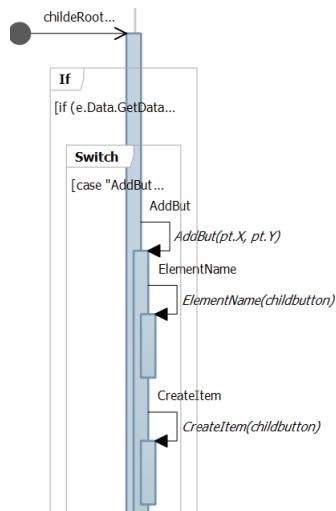 childeRoot...
If
[if (e.Data.GetData...
Switch
[case "AddBut...
AddBut
AddBut(pt.X, pt.Y)
ElementName
ElementName(childbutton)
CreateItem
CreateItem(childbutton)